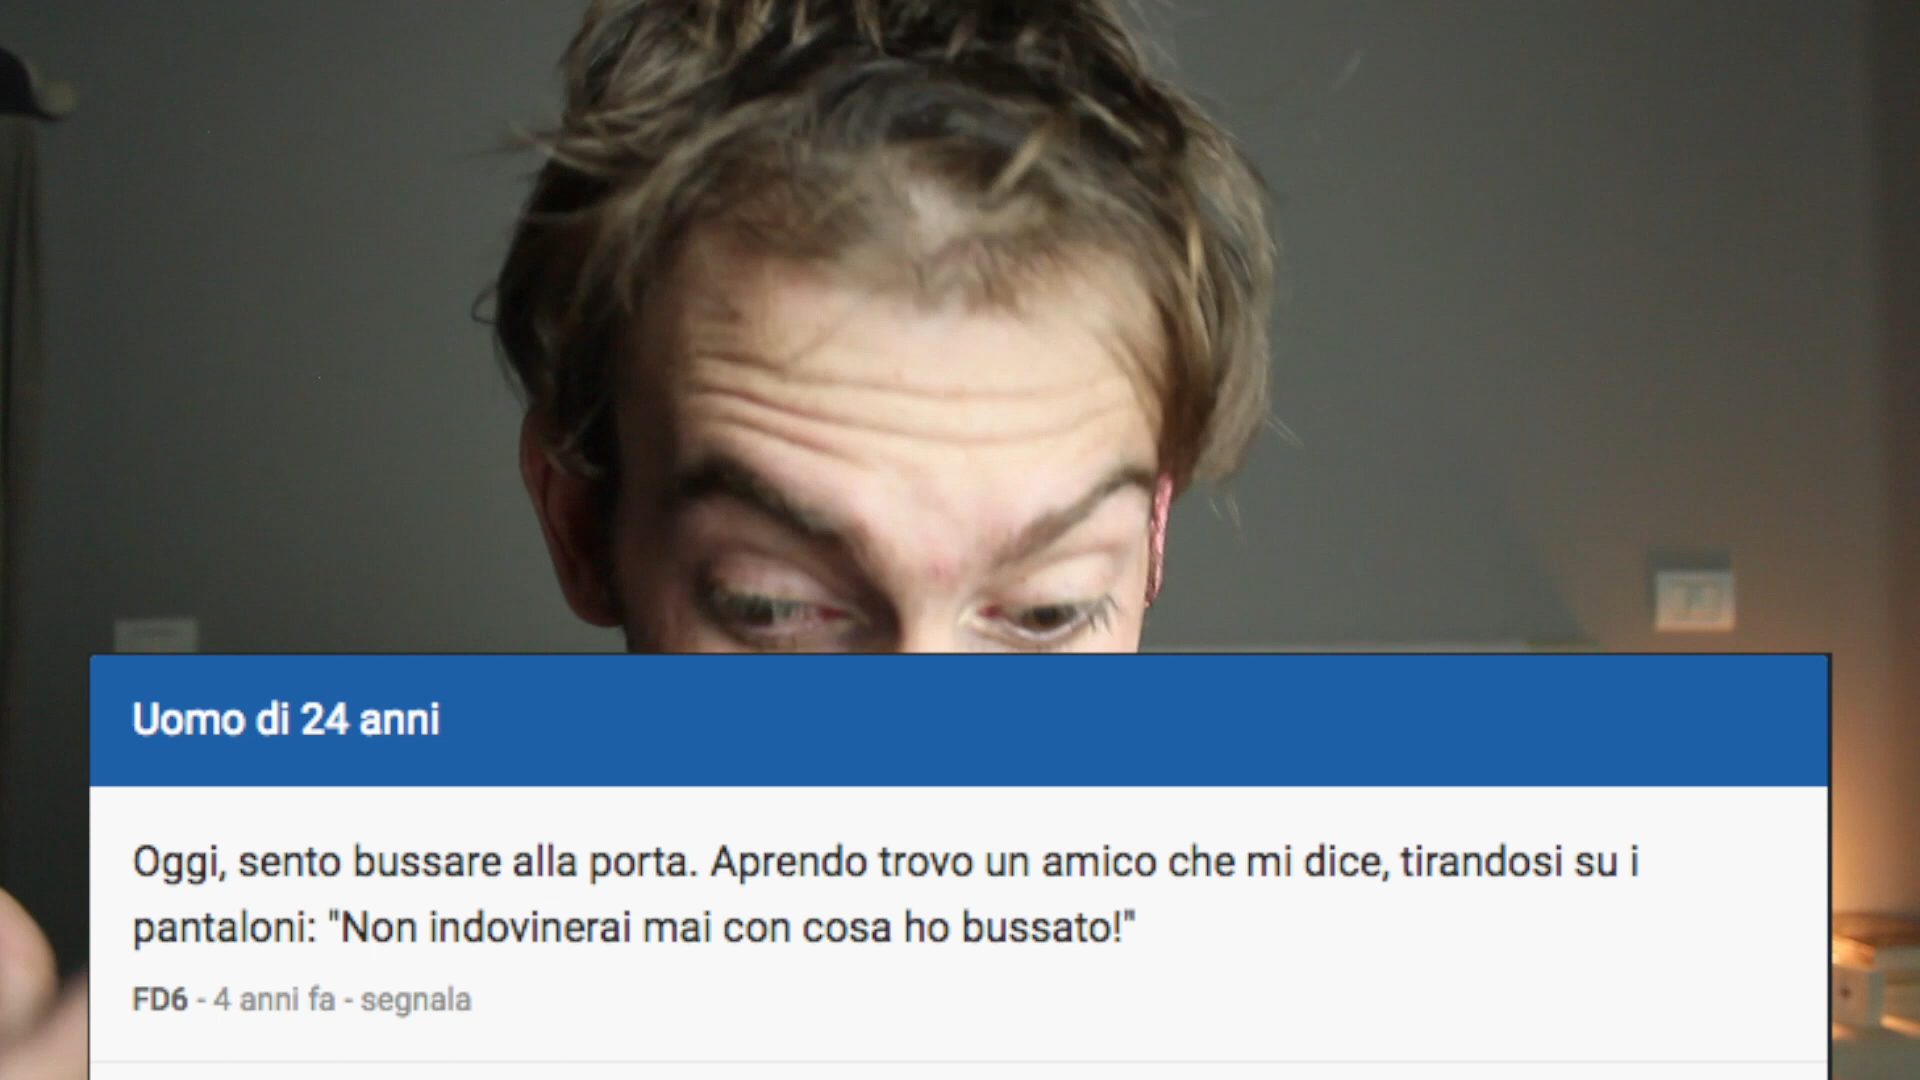 Uomo di 24 anni
Oggi, sento bussare alla porta. Aprendo trovo un amico che mi dice, tirandosi su i
pantaloni: "Non indovinerai mai con cosa ho bussato!"
FD6 - 4 anni fa - segnala